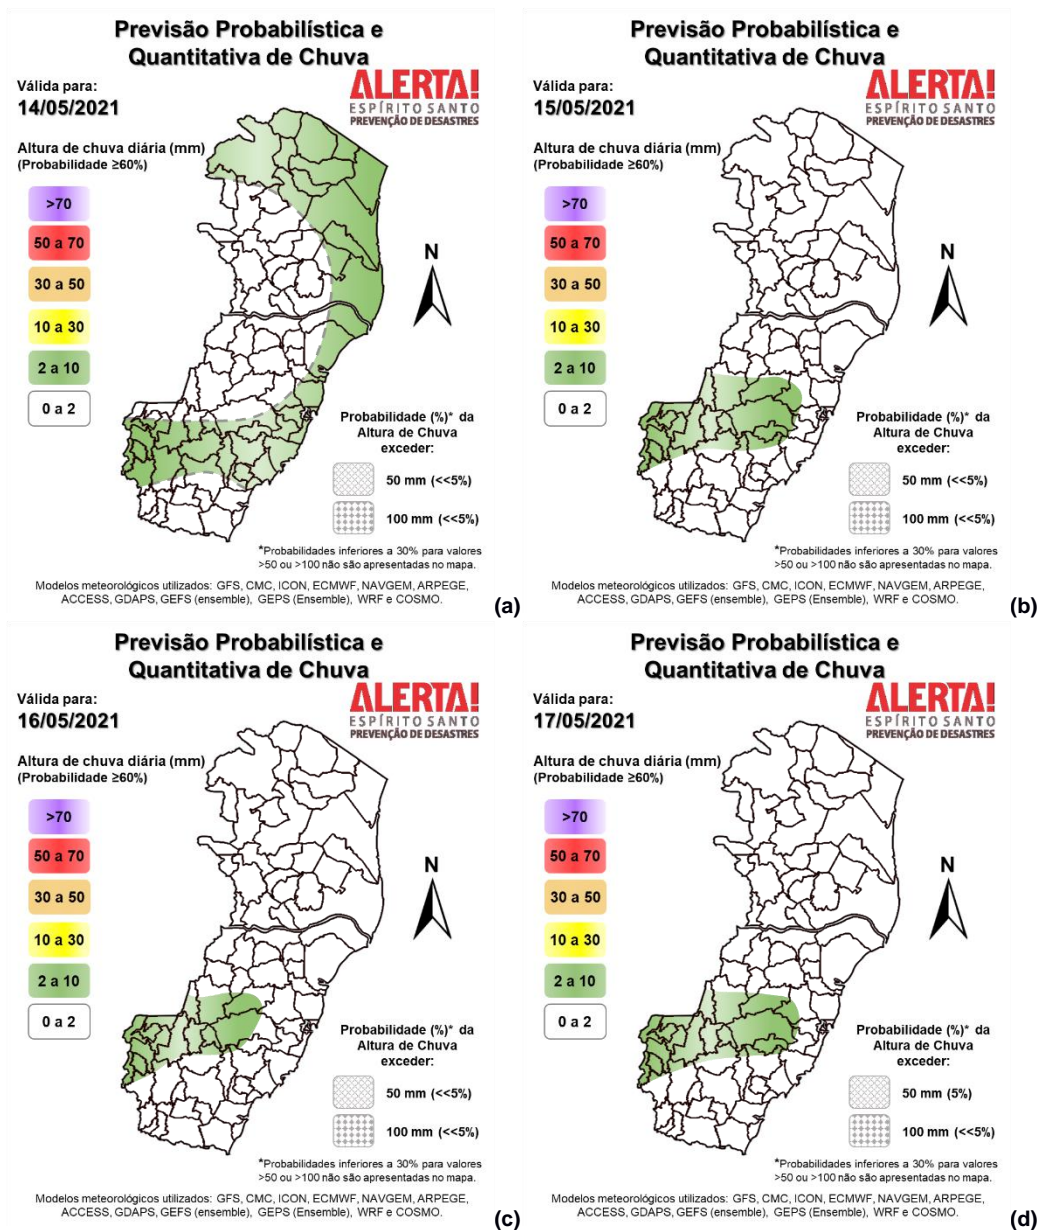 Previsão Probabilística e
Quantitativa de Chuva
Válida para:
14/05/2021
ALERTA!
ESPÍRITO SANTO
PREVENÇÃO DE DESASTRES
Altura de chuva diária (mm)
(Probabilidade ≥60%)
>70
50 a 70
30 a 50
10 a 30
2 a 10
0 a 2
N
Probabilidade (%)* da
Altura de Chuva
exceder:
50 mm (<<5%)
100 mm (<<5%)
*Probabilidades inferiores a 30% para valores
>50 ou >100 não são apresentadas no mapa.
Modelos meteorológicos utilizados: GFS, CMC, ICON, ECMWF, NAVGEM, ARPEGE,
ACCESS, GDAPS, GEFS (ensemble), GEPS (Ensemble), WRF e COSMO.
(a)
Previsão Probabilística e
Quantitativa de Chuva
Válida para:
15/05/2021
ALERTA!
ESPÍRITO SANTO
PREVENÇÃO DE DESASTRES
Altura de chuva diária (mm)
(Probabilidade ≥60%)
>70
50 a 70
30 a 50
10 a 30
2 a 10
0 a 2
N
Probabilidade (%)* da
Altura de Chuva
exceder:
50 mm (<<5%)
100 mm (<<5%)
*Probabilidades inferiores a 30% para valores
>50 ou >100 não são apresentadas no mapa.
Modelos meteorológicos utilizados: GFS, CMC, ICON, ECMWF, NAVGEM, ARPEGE,
ACCESS, GDAPS, GEFS (ensemble), GEPS (Ensemble), WRF e COSMO.
(b)
Previsão Probabilística e
Quantitativa de Chuva
Válida para:
16/05/2021
ALERTA!
ESPÍRITO SANTO
PREVENÇÃO DE DESASTRES
Altura de chuva diária (mm)
(Probabilidade ≥60%)
>70
50 a 70
30 a 50
10 a 30
2 a 10
0 a 2
N
Probabilidade (%)* da
Altura de Chuva
exceder:
50 mm (<<5%)
100 mm (<<5%)
*Probabilidades inferiores a 30% para valores
>50 ou >100 não são apresentadas no mapa.
Modelos meteorológicos utilizados: GFS, CMC, ICON, ECMWF, NAVGEM, ARPEGE,
ACCESS, GDAPS, GEFS (ensemble), GEPS (Ensemble), WRF e COSMO.
(c)
Previsão Probabilística e
Quantitativa de Chuva
Válida para:
17/05/2021
ALERTA!
ESPÍRITO SANTO
PREVENÇÃO DE DESASTRES
Altura de chuva diária (mm)
(Probabilidade ≥60%)
>70
50 a 70
30 a 50
10 a 30
2 a 10
0 a 2
N
Probabilidade (%)* da
Altura de Chuva
exceder:
50 mm (5%)
100 mm (<<5%)
*Probabilidades inferiores a 30% para valores
>50 ou >100 não são apresentadas no mapa.
Modelos meteorológicos utilizados: GFS, CMC, ICON, ECMWF, NAVGEM, ARPEGE,
ACCESS, GDAPS, GEFS (ensemble), GEPS (Ensemble), WRF e COSMO.
(d)